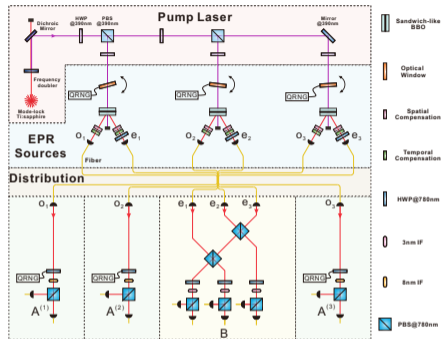 Pump Laser
Dichroic
Mirror
HWP
@390nm
PBS
@390nm
Mirror
@390nm
Frequency
doubler
Mode-lock
Ti:sapphire
QRNG
QRNG
QRNG
EPR
Sources
O1
e1
O2
e2
O3
e3
Fiber
Distribution
O1
O2
e1
e2
e3
O3
QRNG
QRNG
QRNG
A(1)
A(2)
B
A(3)
Sandwich-like
BBO
Optical
Window
Spatial
Compensation
Temporal
Compensation
HWP@780nm
3nm IF
8nm IF
PBS@780nm